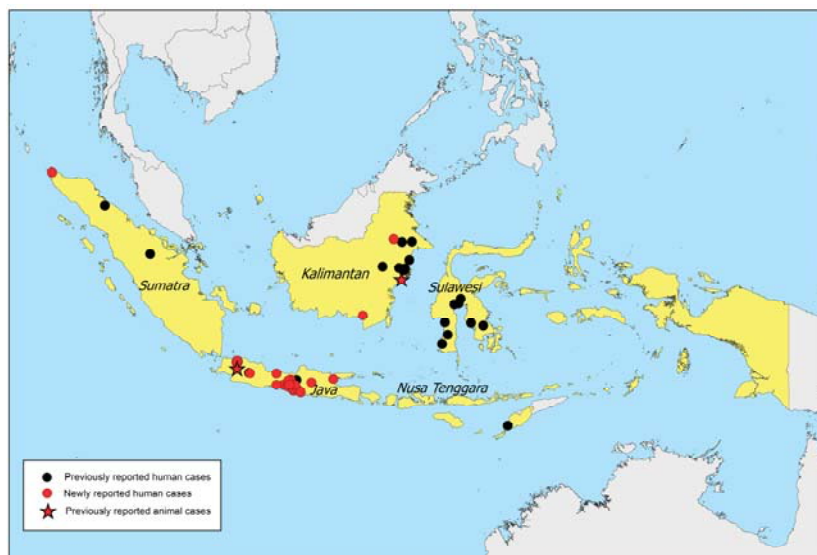 Sumatra
Kalimantan
Sulawesi
Java
Nusa Tenggara
Previously reported human cases
Newly reported human cases
Previously reported animal cases